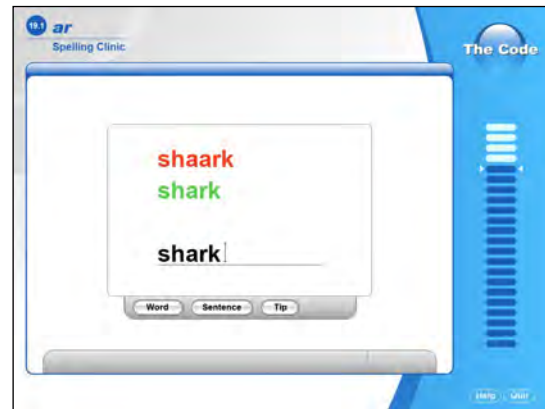 19.1 ar
Spelling Clinic
The Code
shaark
shark
shark
Word Sentence Tip
Help Quit